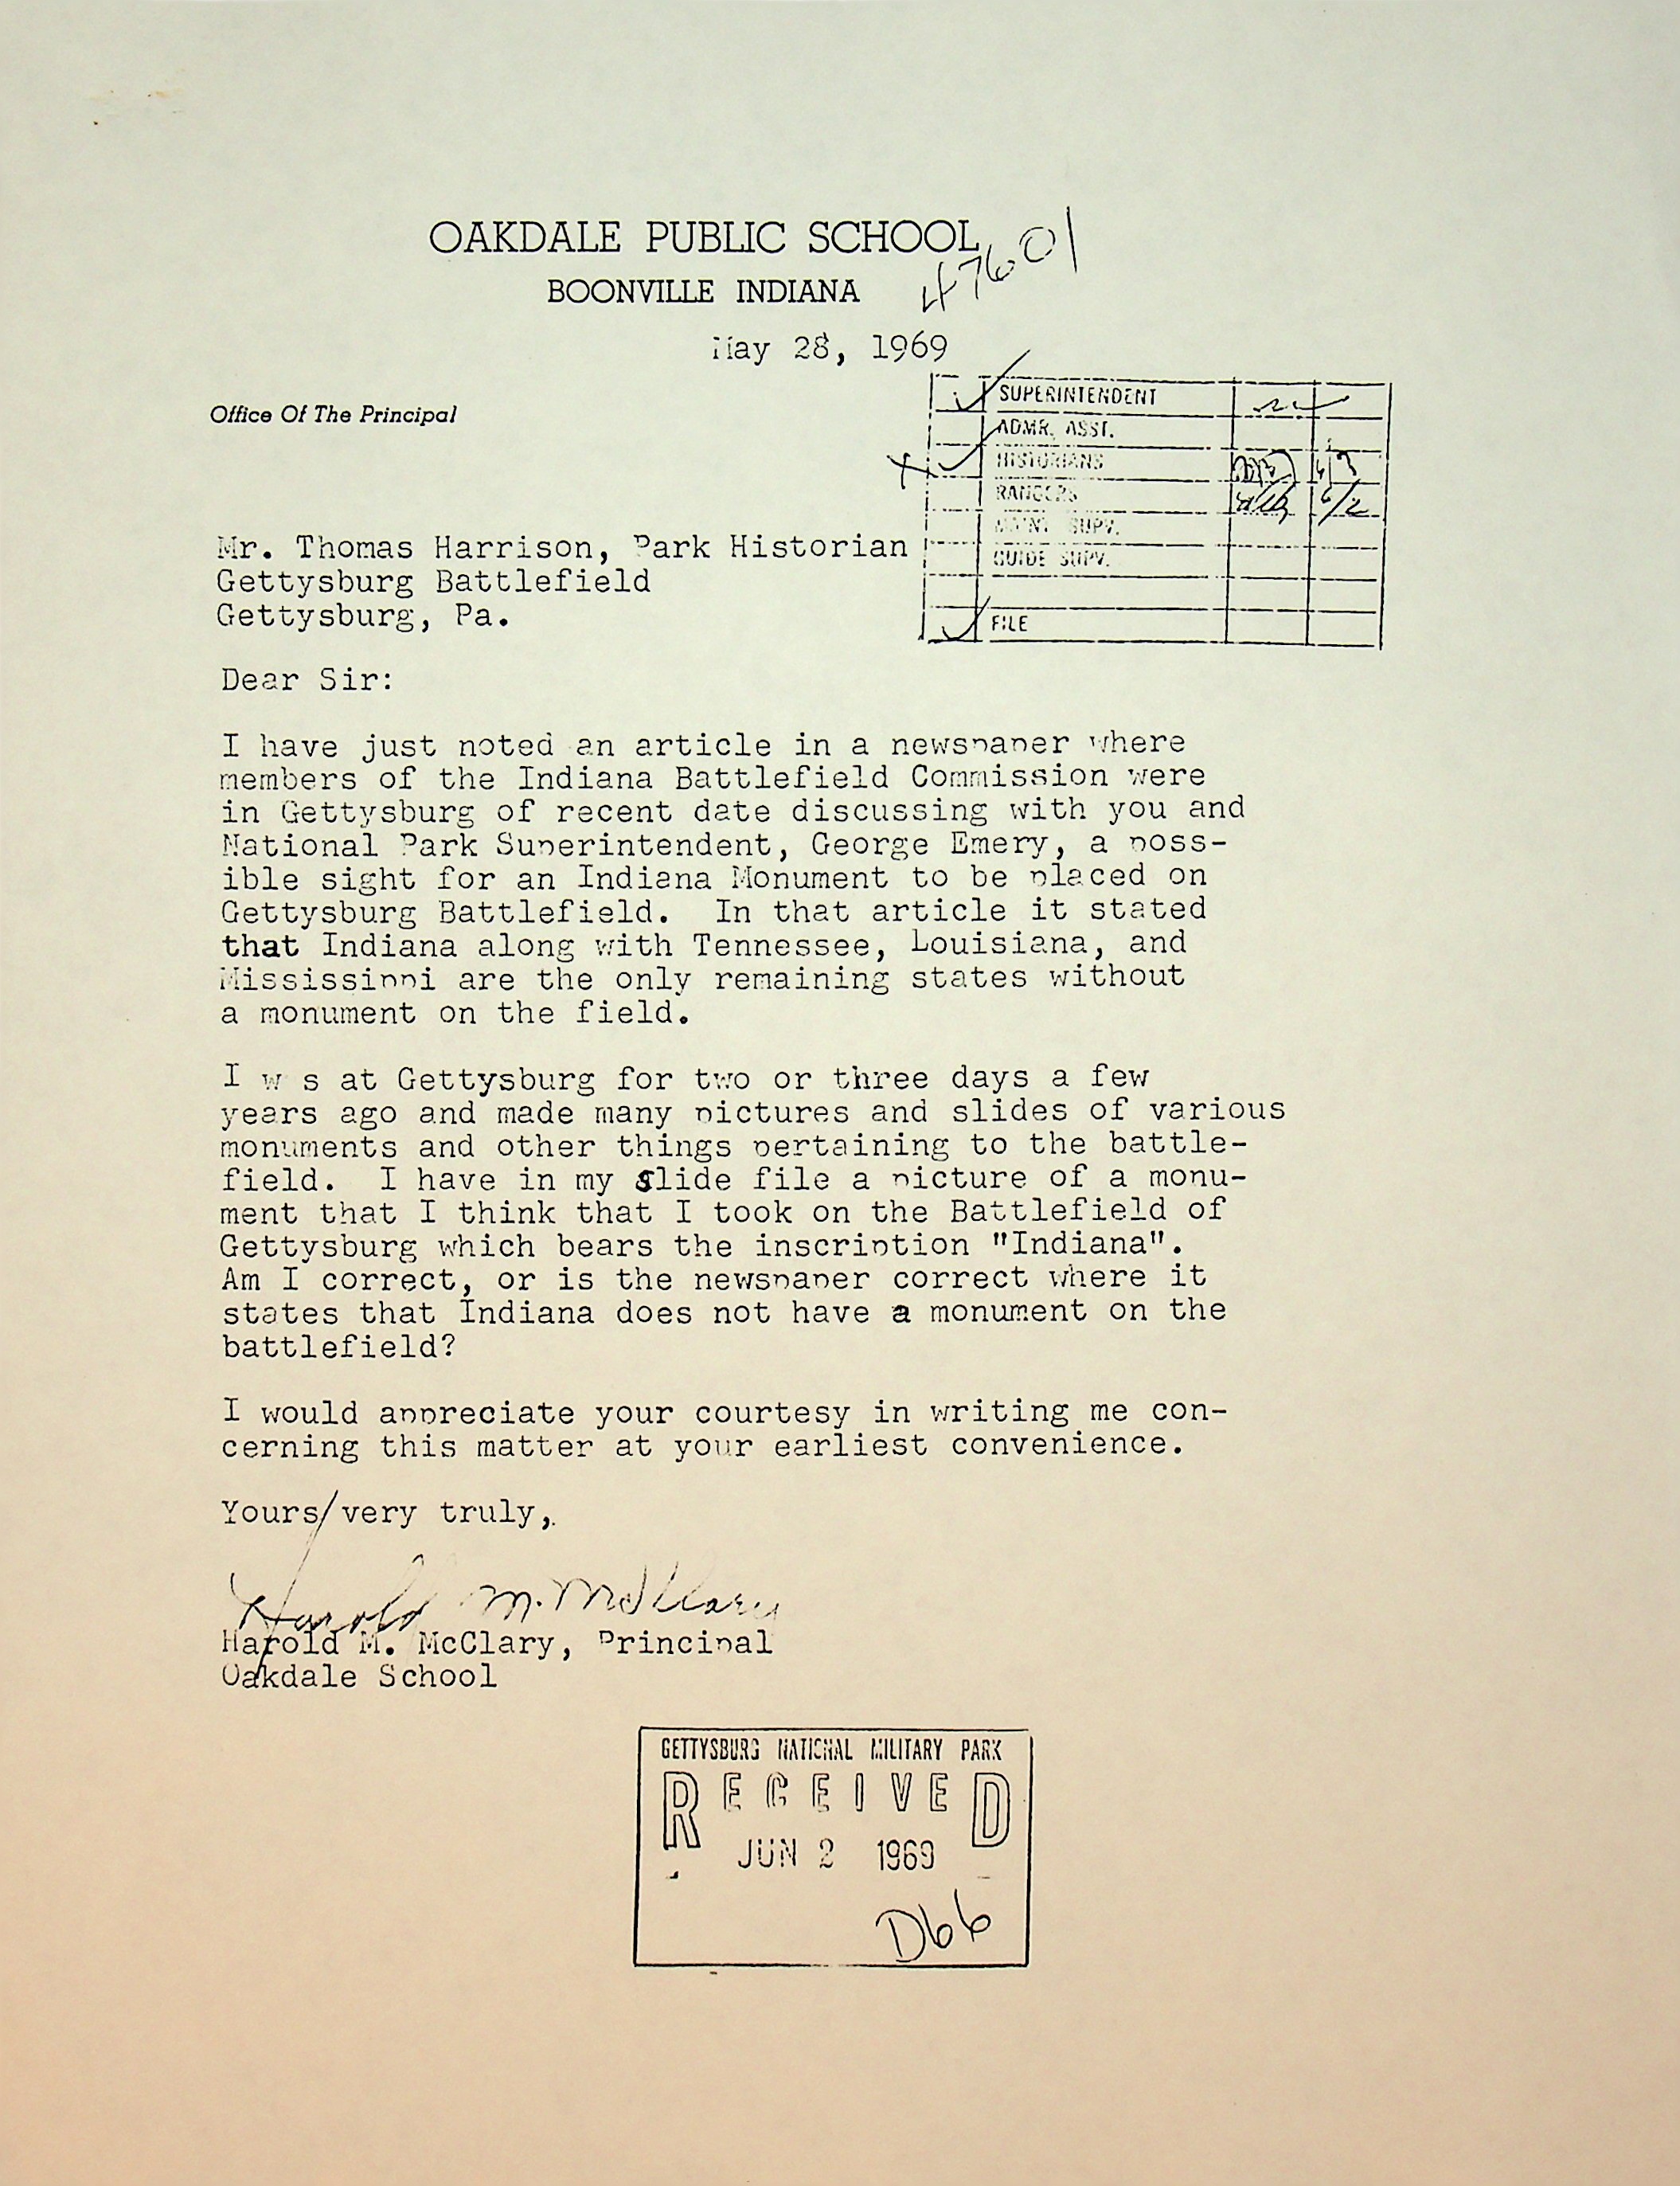 OAKDALE PUBLIC SCHOOL
BOONVILLE INDIANA 47601
May 28, 1969
Office Of The Principal
SUPERINTENDENT
ADMR. ASST.
HISTORIANS
RANGERS 6/2
MAINT SUPV.
GUIDE SUPV.
FILE
Mr. Thomas Harrison, Park Historian
Gettysburg Battlefield
Gettysburg, Pa.
Dear Sir:
I have just noted an article in a newspaper where
members of the Indiana Battlefield Commission were
in Gettysburg of recent date discussing with you and
National Park Superintendent, George Emery, a poss-
ible sight for an Indiana Monument to be placed on
Gettysburg Battlefield. In that article it stated
that Indiana along with Tennessee, Louisiana, and
Mississippi are the only remaining states without
a monument on the field.
I w s at Gettysburg for two or three days a few
years ago and made many pictures and slides of various
monuments and other things pertaining to the battle-
field. I have in my slide file a picture of a monu-
ment that I think that I took on the Battlefield of
Gettysburg which bears the inscription "Indiana".
Am I correct, or is the newspaper correct where it
states that Indiana does not have a monument on the
battlefield?
I would appreciate your courtesy in writing me con-
cerning this matter at your earliest convenience.
Yours very truly,
Harold M. McClary
Harold M. McClary, Principal
Oakdale School
GETTYSBURG NATIONAL MILITARY PARK
RECEIVED
JUN 2 1969
D66